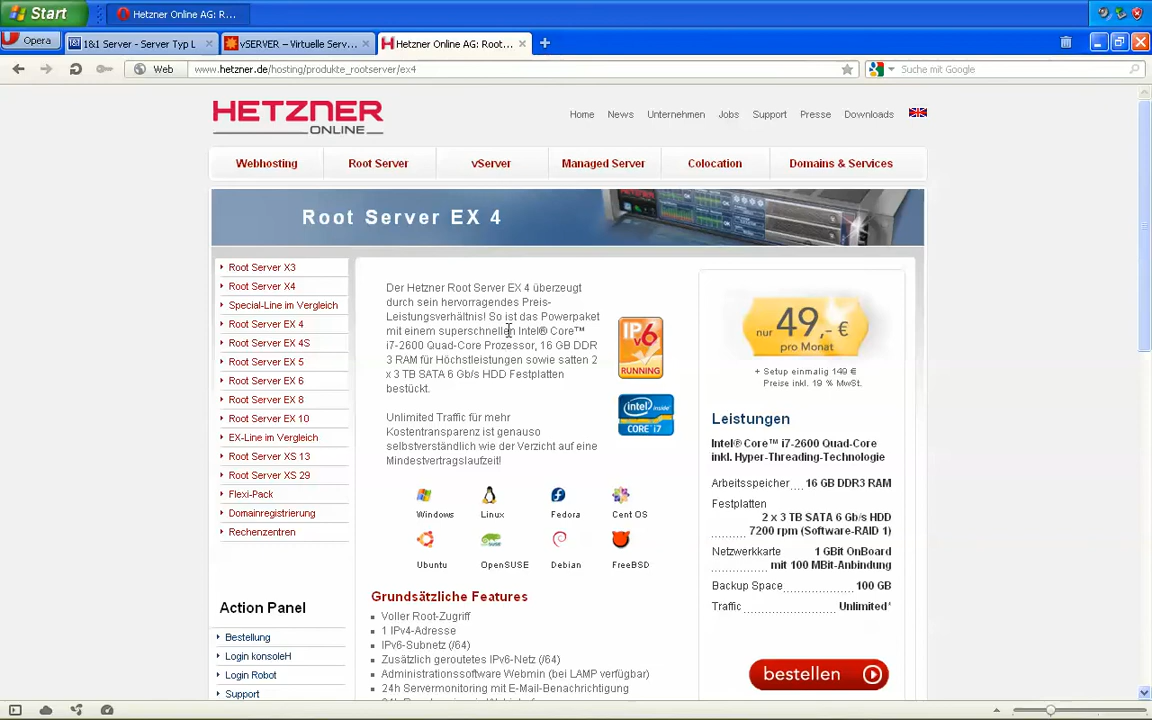 Start
Hetzner Online AG: R...
Opera
1&1 Server - Server Typ L
vSERVER – Virtuelle Serv...
Hetzner Online AG: Root...
Web
www.hetzner.de/hosting/produkte_rootserver/ex4
Suche mit Google
HETZNER
ONLINE
Home
News
Unternehmen
Jobs
Support
Presse
Downloads
Webhosting
Root Server
vServer
Managed Server
Colocation
Domains & Services
Root Server EX 4
Root Server X3
Root Server X4
Special-Line im Vergleich
Root Server EX 4
Root Server EX 4S
Root Server EX 5
Root Server EX 6
Root Server EX 8
Root Server EX 10
EX-Line im Vergleich
Root Server XS 13
Root Server XS 29
Flexi-Pack
Domainregistrierung
Rechenzentren
Action Panel
Bestellung
Login konsoleH
Login Robot
Support
Der Hetzner Root Server EX 4 überzeugt
durch sein hervorragendes Preis-
Leistungsverhältnis! So ist das Powerpaket
mit einem superschnellen Intel® Core™
i7-2600 Quad-Core Prozessor, 16 GB DDR
3 RAM für Höchstleistungen sowie satten 2
x 3 TB SATA 6 Gb/s HDD Festplatten
bestückt.
Unlimited Traffic für mehr
Kostentransparenz ist genauso
selbstverständlich wie der Verzicht auf eine
Mindestvertragslaufzeit!
IPv6
RUNNING
intel inside
CORE i7
Windows
Linux
Fedora
Cent OS
Ubuntu
OpenSUSE
Debian
FreeBSD
Grundsätzliche Features
Voller Root-Zugriff
1 IPv4-Adresse
IPv6-Subnetz (/64)
Zusätzlich geroutetes IPv6-Netz (/64)
Administrationssoftware Webmin (bei LAMP verfügbar)
24h Servermonitoring mit E-Mail-Benachrichtigung
nur 49,- €
pro Monat
+ Setup einmalig 149 €
Preise inkl. 19 % MwSt.
Leistungen
Intel® Core™ i7-2600 Quad-Core
inkl. Hyper-Threading-Technologie
Arbeitsspeicher 16 GB DDR3 RAM
Festplatten
2 x 3 TB SATA 6 Gb/s HDD
7200 rpm (Software-RAID 1)
Netzwerkkarte 1 GBit OnBoard
mit 100 MBit-Anbindung
Backup Space 100 GB
Traffic Unlimited*
bestellen